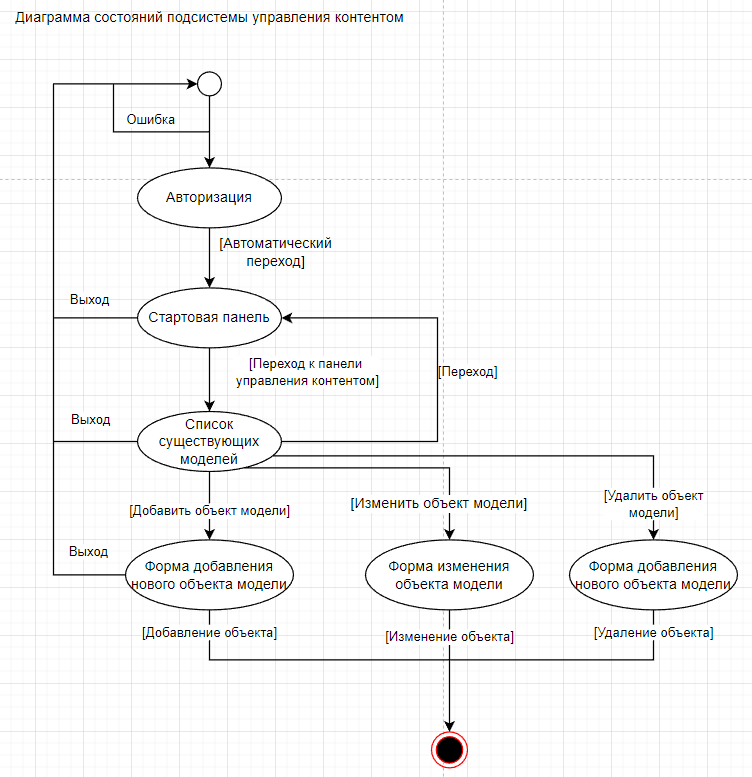 Диаграмма состояний подсистемы управления контентом
Ошибка
Авторизация
[Автоматический
переход]
Выход
Стартовая панель
[Переход к панели
управления контентом]
[Переход]
Выход
Список
существующих
моделей
[Добавить объект модели]
[Изменить объект модели]
[Удалить объект
модели]
Выход
Форма добавления
нового объекта модели
Форма изменения
объекта модели
Форма добавления
нового объекта модели
[Добавление объекта]
[Изменение объекта]
[Удаление объекта]